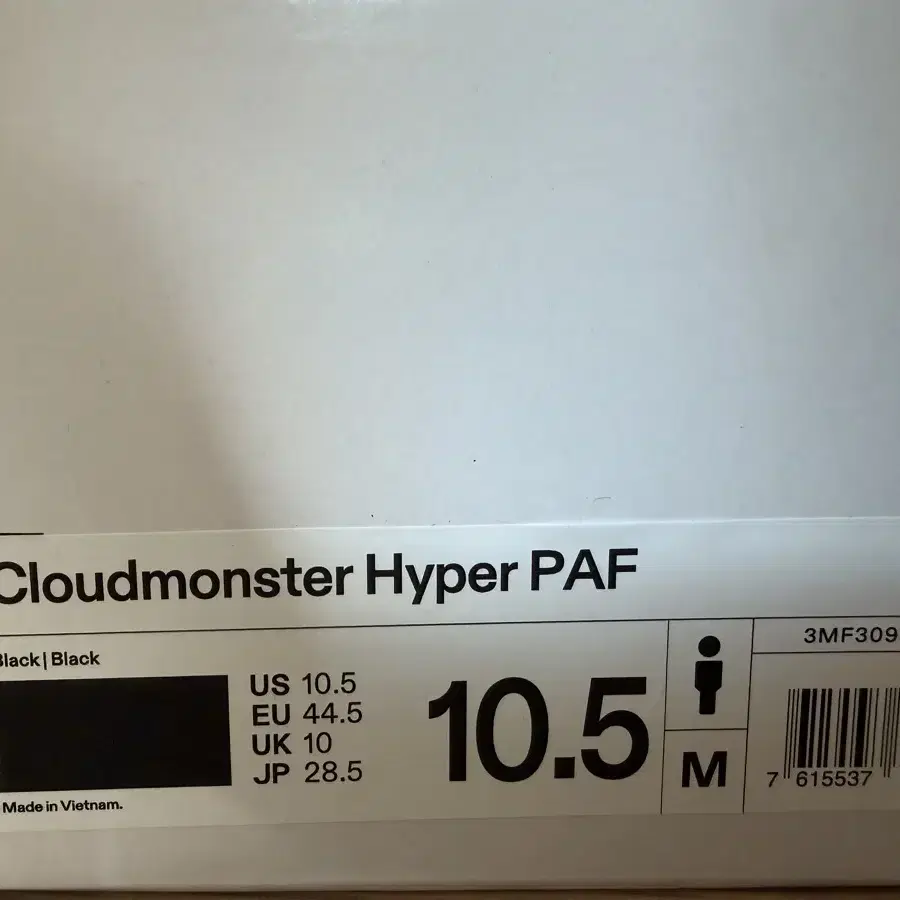 Cloudmonster Hyper PAF
Black | Black
US 10.5
EU 44.5
UK 10
JP 28.5
10.5
M
3MF309
7 615537
Made in Vietnam.